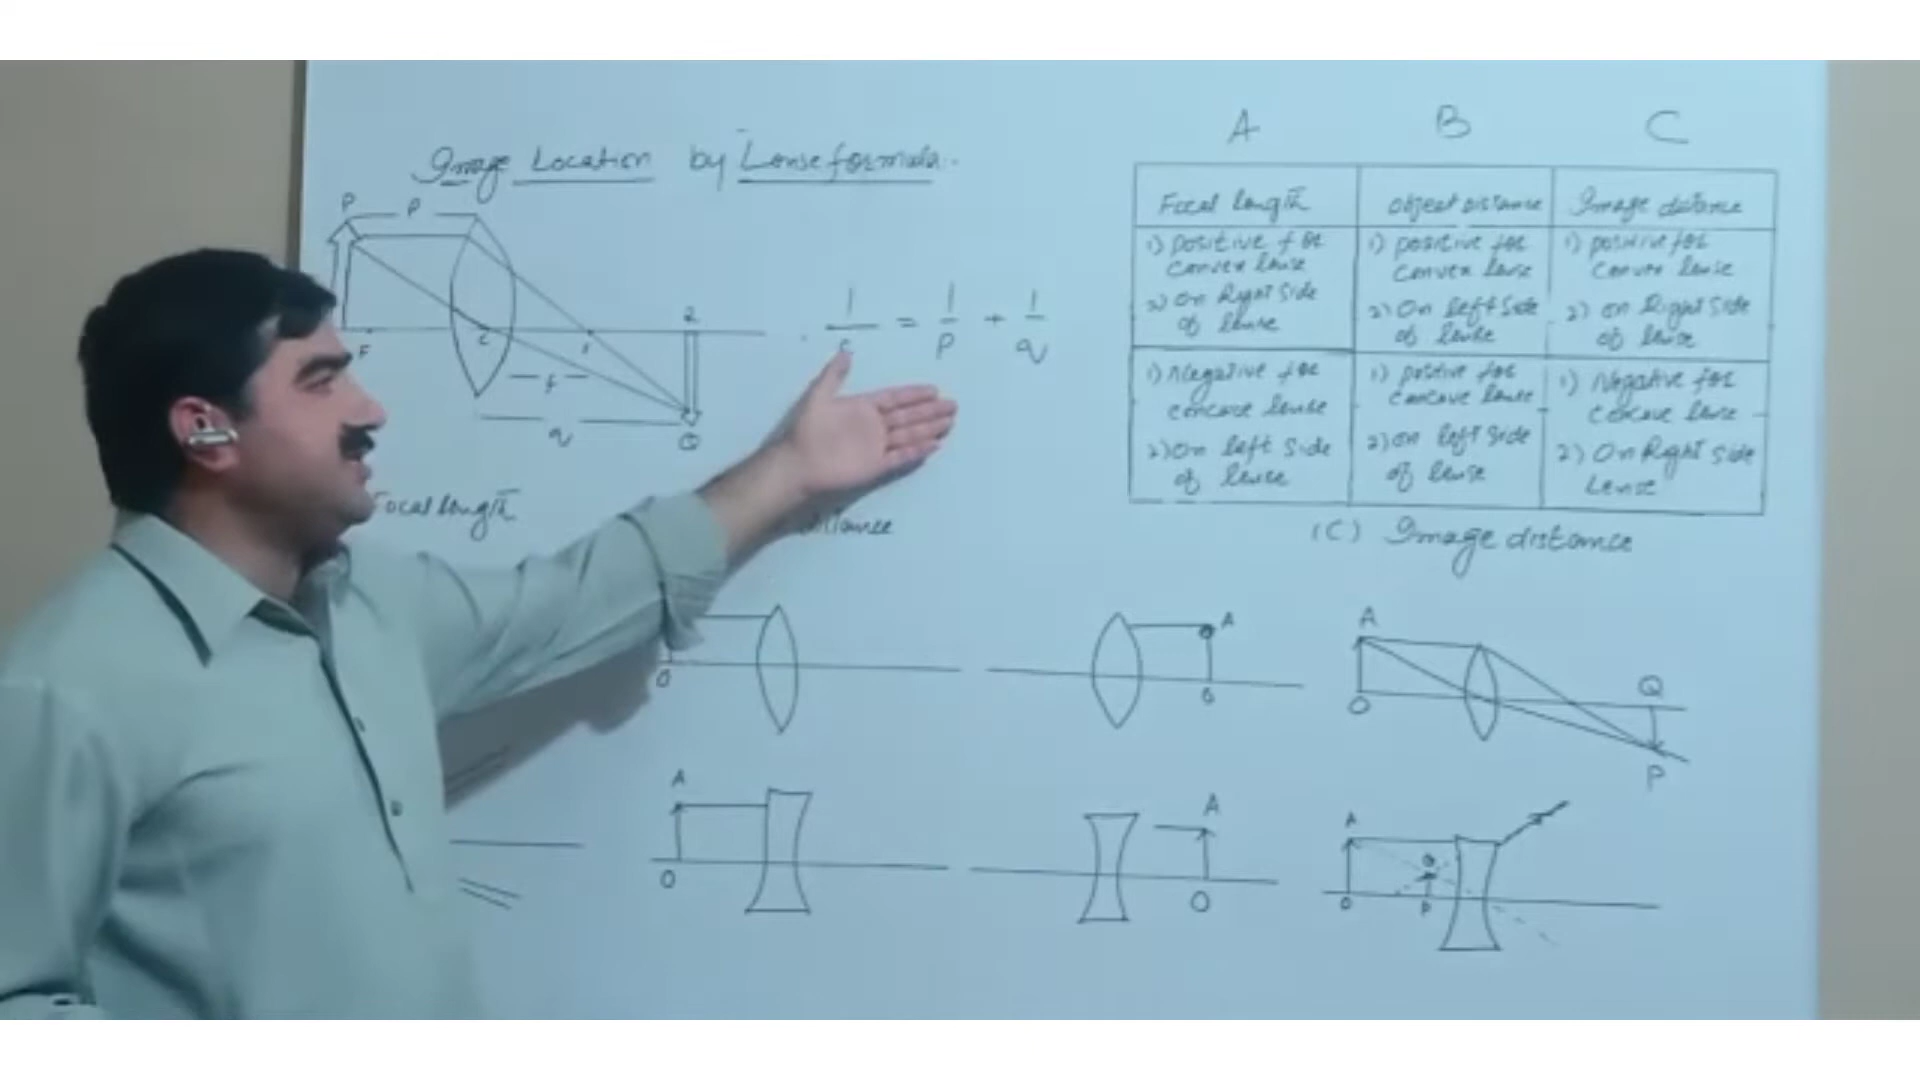 Image Location by Lense formula.
P
P
F
C
F
f
q
R
Q
1/f = 1/p + 1/q
A B C
Focal length
1) positive for
convex lense
2) on Right side
of lense
1) Negative for
concave lense
2) on left side
of lense
object distance
1) positive for
convex lense
2) on left side
of lense
1) positive for
concave lense
2) on left side
of lense
Image distance
1) positive for
convex lense
2) on Right side
of lense
1) Negative for
concave lense
2) on Right side
Lense
Focal length
distance
(C) Image distance
O
A
O
A
O
Q
P
A
O
A
O
A
O
P